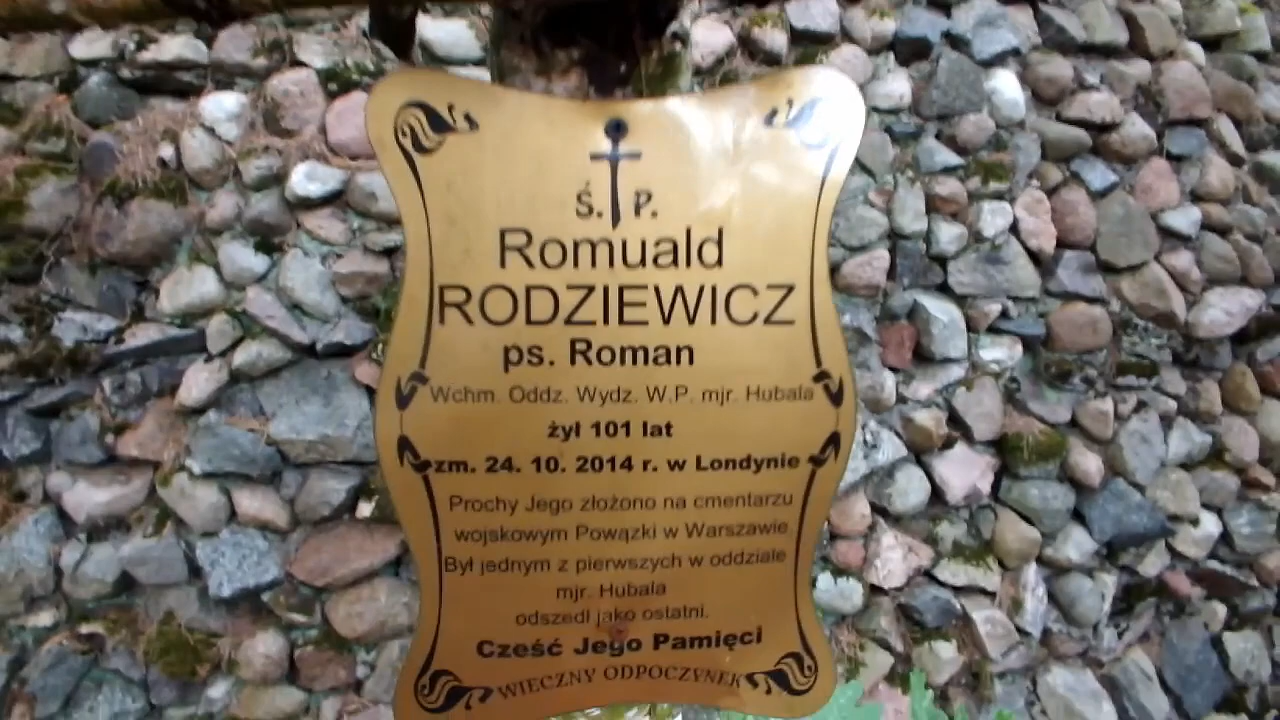 Ś. P.
Romuald
RODZIEWICZ
ps. Roman
Wchm. Oddz. Wydz. W.P. mjr. Hubala
żył 101 lat
zm. 24. 10. 2014 r. w Londynie
Prochy Jego złożono na cmentarzu
wojskowym Powązki w Warszawie
Był jednym z pierwszych w oddziale
mjr. Hubala
odszedł jako ostatni.
Cześć Jego Pamięci
WIECZNY ODPOCZYNEK